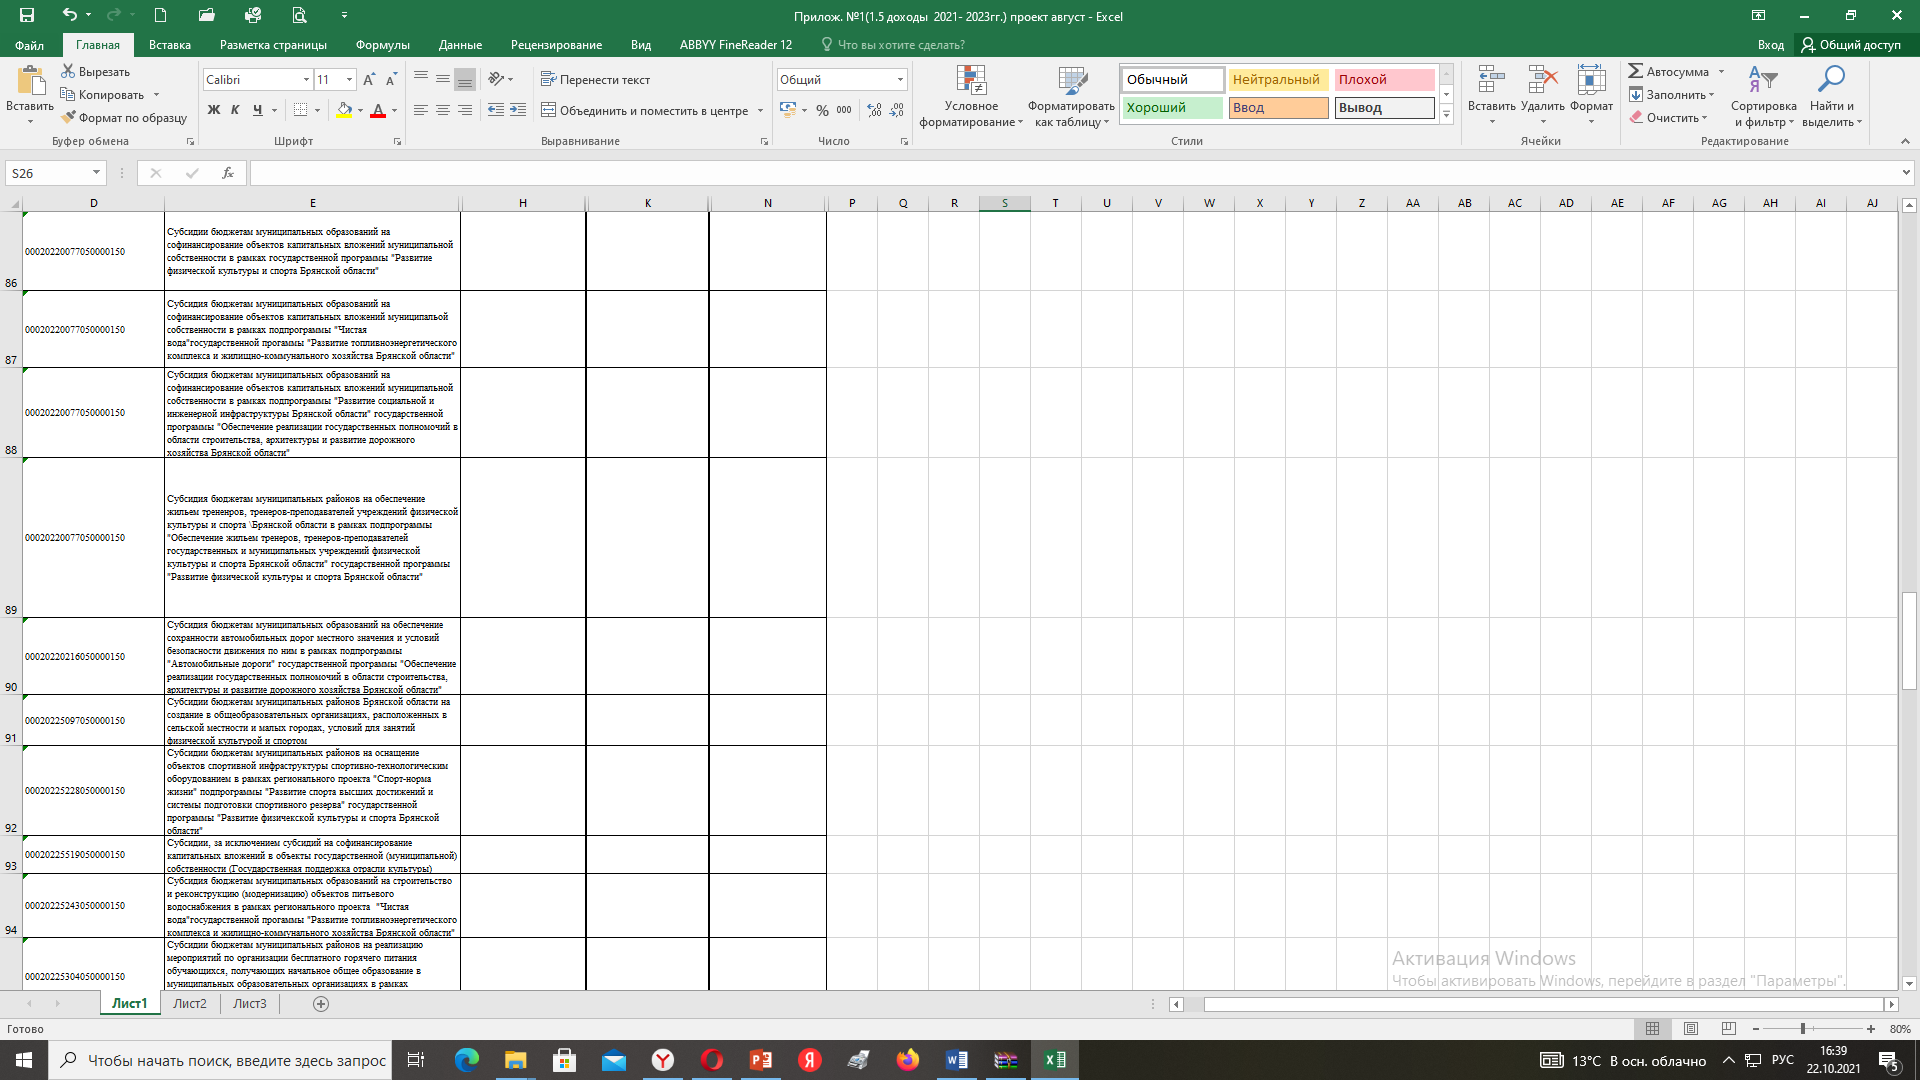 Прилож. №1(1.5 доходы 2021- 2023гг.) проект август - Excel
Файл Главная Вставка Разметка страницы Формулы Данные Рецензирование Вид ABBYY FineReader 12 Что вы хотите сделать? Вход Общий доступ
Вставить
Вырезать
Копировать
Формат по образцу
Буфер обмена
Calibri 11
Ж К Ч
Шрифт
Перенести текст
Объединить и поместить в центре
Выравнивание
Общий
% 000
Число
Условное форматирование
Форматировать как таблицу
Обычный Нейтральный Плохой
Хороший Ввод Вывод
Стили
Вставить Удалить Формат
Ячейки
Автосумма
Заполнить
Очистить
Сортировка и фильтр
Найти и выделить
Редактирование
S26
D E H K N P Q R S T U V W X Y Z AA AB AC AD AE AF AG AH AI AJ
86
00020220077050000150
Субсидии бюджетам муниципальных образований на
софинансирование объектов капитальных вложений муниципальной
собственности в рамках государственной программы "Развитие
физической культуры и спорта Брянской области"
87
00020220077050000150
Субсидия бюджетам муниципальных образований на
софинансирование объектов капитальных вложений муниципальой
собственности в рамках подпрограммы "Чистая
вода"государственной прогаммы "Развитие топливноэнергетического
комплекса и жилищно-коммунального хозяйства Брянской области"
88
00020220077050000150
Субсидия бюджетам муниципальных образований на
софинансирование объектов капитальных вложений муниципальной
собственности в рамках подпрограммы "Развитие социальной и
инженерной инфраструктуры Брянской области" государственной
программы "Обеспечение реализации государственных полномочий в
области строительства, архитектуры и развитие дорожного
хозяйства Брянской области"
89
00020220077050000150
Субсидия бюджетам муниципальных районов на обеспечение
жильем трененров, тренеров-преподавателей учреждений физической
культуры и спорта \Брянской области в рамках подпрограммы
"Обеспечение жильем тренеров, тренеров-преподавателей
государственных и муниципальных учреждений физической
культуры и спорта Брянской области" государственной программы
"Развитие физической культуры и спорта Брянской области"
90
00020220216050000150
Субсидия бюджетам муниципальных образований на обеспечение
сохранности автомобильных дорог местного значения и условий
безопасности движения по ним в рамках подпрограммы
"Автомобильные дороги" государственной программы "Обеспечение
реализации государственных полномочий в области строительства,
архитектуры и развитие дорожного хозяйства Брянской области"
91
00020225097050000150
Субсидии бюджетам муниципальных районов Брянской области на
создание в общеобразовательных организациях, расположенных в
сельской местности и малых городах, условий для занятий
физической культурой и спортом
92
00020225228050000150
Субсидии бюджетам муниципальных районов на оснащение
объектов спортивной инфраструктуры спортивно-технологическим
оборудованием в рамках регионального проекта "Спорт-норма
жизни" подпрограммы "Развитие спорта высших достижений и
системы подготовки спортивного резерва" государственной
программы "Развитие физичекской культуры и спорта Брянской
области"
93
00020225519050000150
Субсидии, за исключением субсидий на софинансирование
капитальных вложений в объекты государственной (муниципальной)
собственности (Государственная поддержка отрасли культуры)
94
00020225243050000150
Субсидия бюджетам муниципальных образований на строительство
и реконструкцию (модернизацию) объектов питьевого
водоснабжения в рамках регионального проекта "Чистая
вода"государственной прогаммы "Развитие топливноэнергетического
комплекса и жилищно-коммунального хозяйства Брянской области"
00020225304050000150
Субсидии бюджетам муниципальных районов на реализацию
мероприятий по организации бесплатного горячего питания
обучающихся, получающих начальное общее образование в
муниципальных образовательных организациях в рамках
Активация Windows
Чтобы активировать Windows, перейдите в раздел "Параметры".
Лист1 Лист2 Лист3
Готово
80%
Чтобы начать поиск, введите здесь запрос
13°C В осн. облачно
РУС
16:39
22.10.2021
5